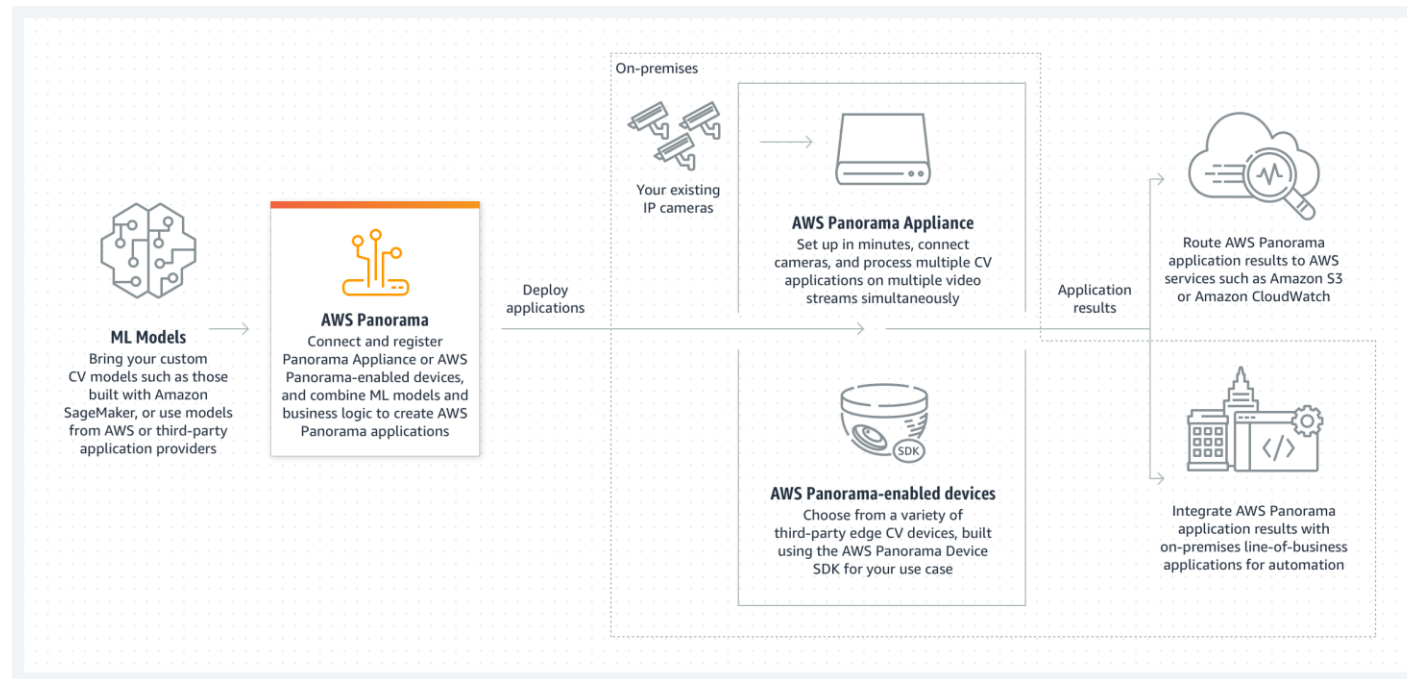 ML Models
Bring your custom
CV models such as those
built with Amazon
SageMaker, or use models
from AWS or third-party
application providers
AWS Panorama
Connect and register
Panorama Appliance or AWS
Panorama-enabled devices,
and combine ML models and
business logic to create AWS
Panorama applications
Deploy
applications
On-premises
Your existing
IP cameras
AWS Panorama Appliance
Set up in minutes, connect
cameras, and process multiple CV
applications on multiple video
streams simultaneously
SDK
AWS Panorama-enabled devices
Choose from a variety of
third-party edge CV devices, built
using the AWS Panorama Device
SDK for your use case
Application
results
Route AWS Panorama
application results to AWS
services such as Amazon S3
or Amazon CloudWatch
</>
Integrate AWS Panorama
application results with
on-premises line-of-business
applications for automation